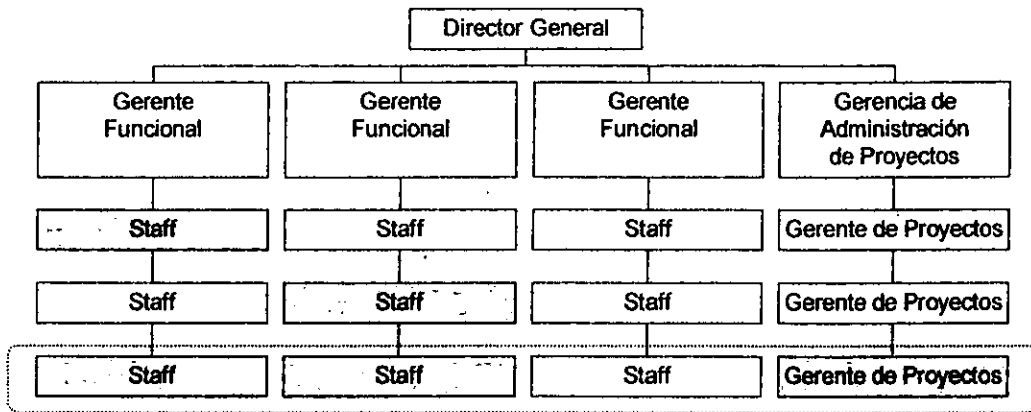 Director General
Gerente
Funcional
Gerente
Funcional
Gerente
Funcional
Gerencia de
Administración
de Proyectos
Staff
Staff
Staff
Gerente de Proyectos
Staff
Staff
Staff
Gerente de Proyectos
Staff
Staff
Staff
Gerente de Proyectos